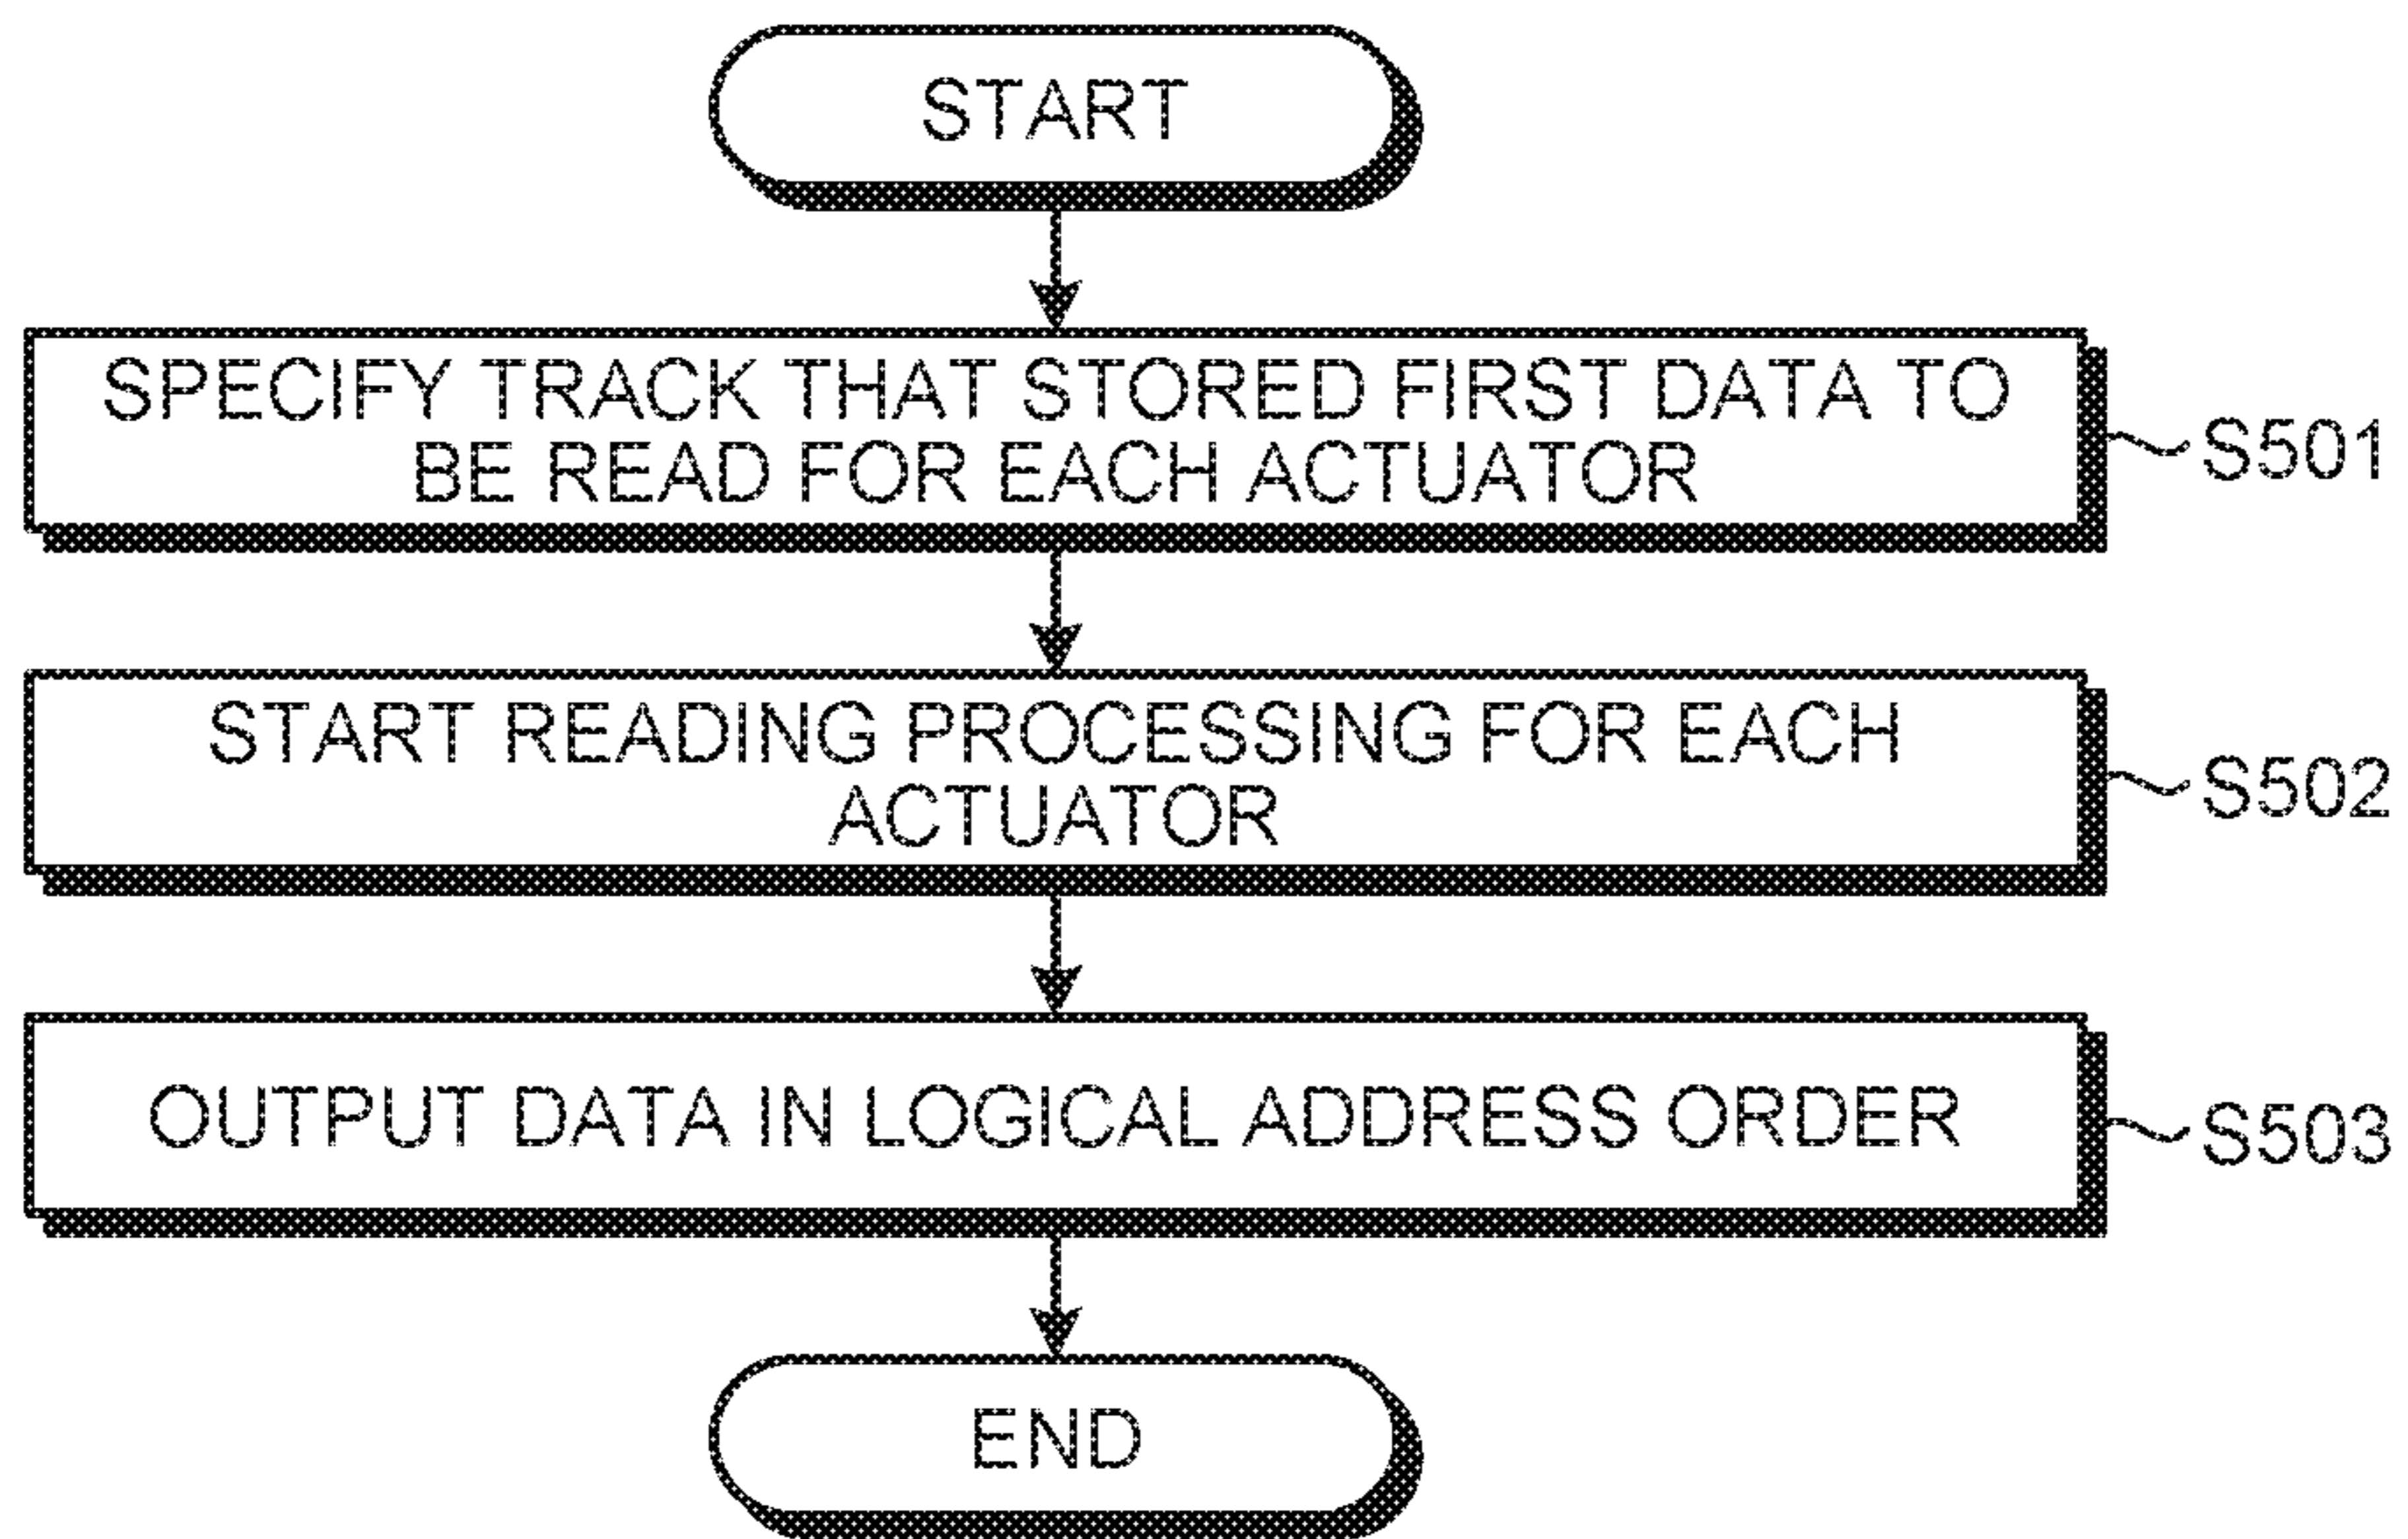 START
SPECIFY TRACK THAT STORED FIRST DATA TO
BE READ FOR EACH ACTUATOR
S501
START READING PROCESSING FOR EACH
ACTUATOR
S502
OUTPUT DATA IN LOGICAL ADDRESS ORDER
S503
END